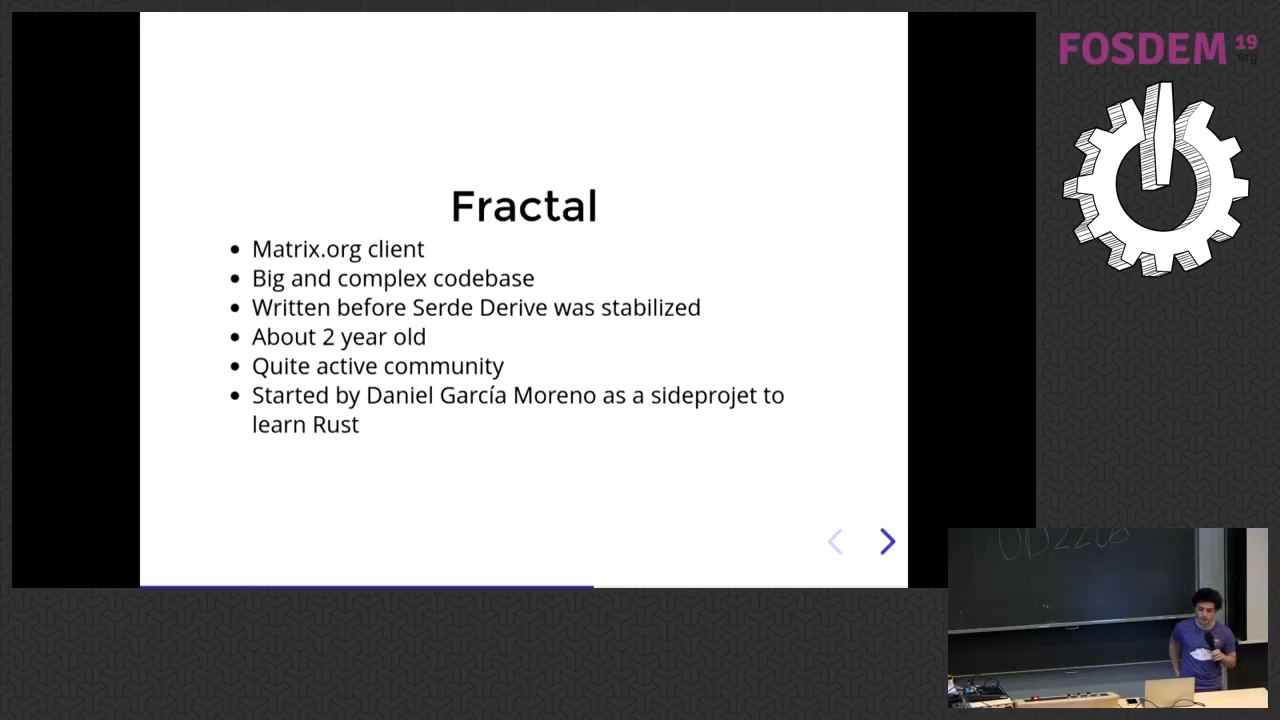 FOSDEM 19
.org
Fractal
Matrix.org client
Big and complex codebase
Written before Serde Derive was stabilized
About 2 year old
Quite active community
Started by Daniel García Moreno as a sideprojet to
learn Rust